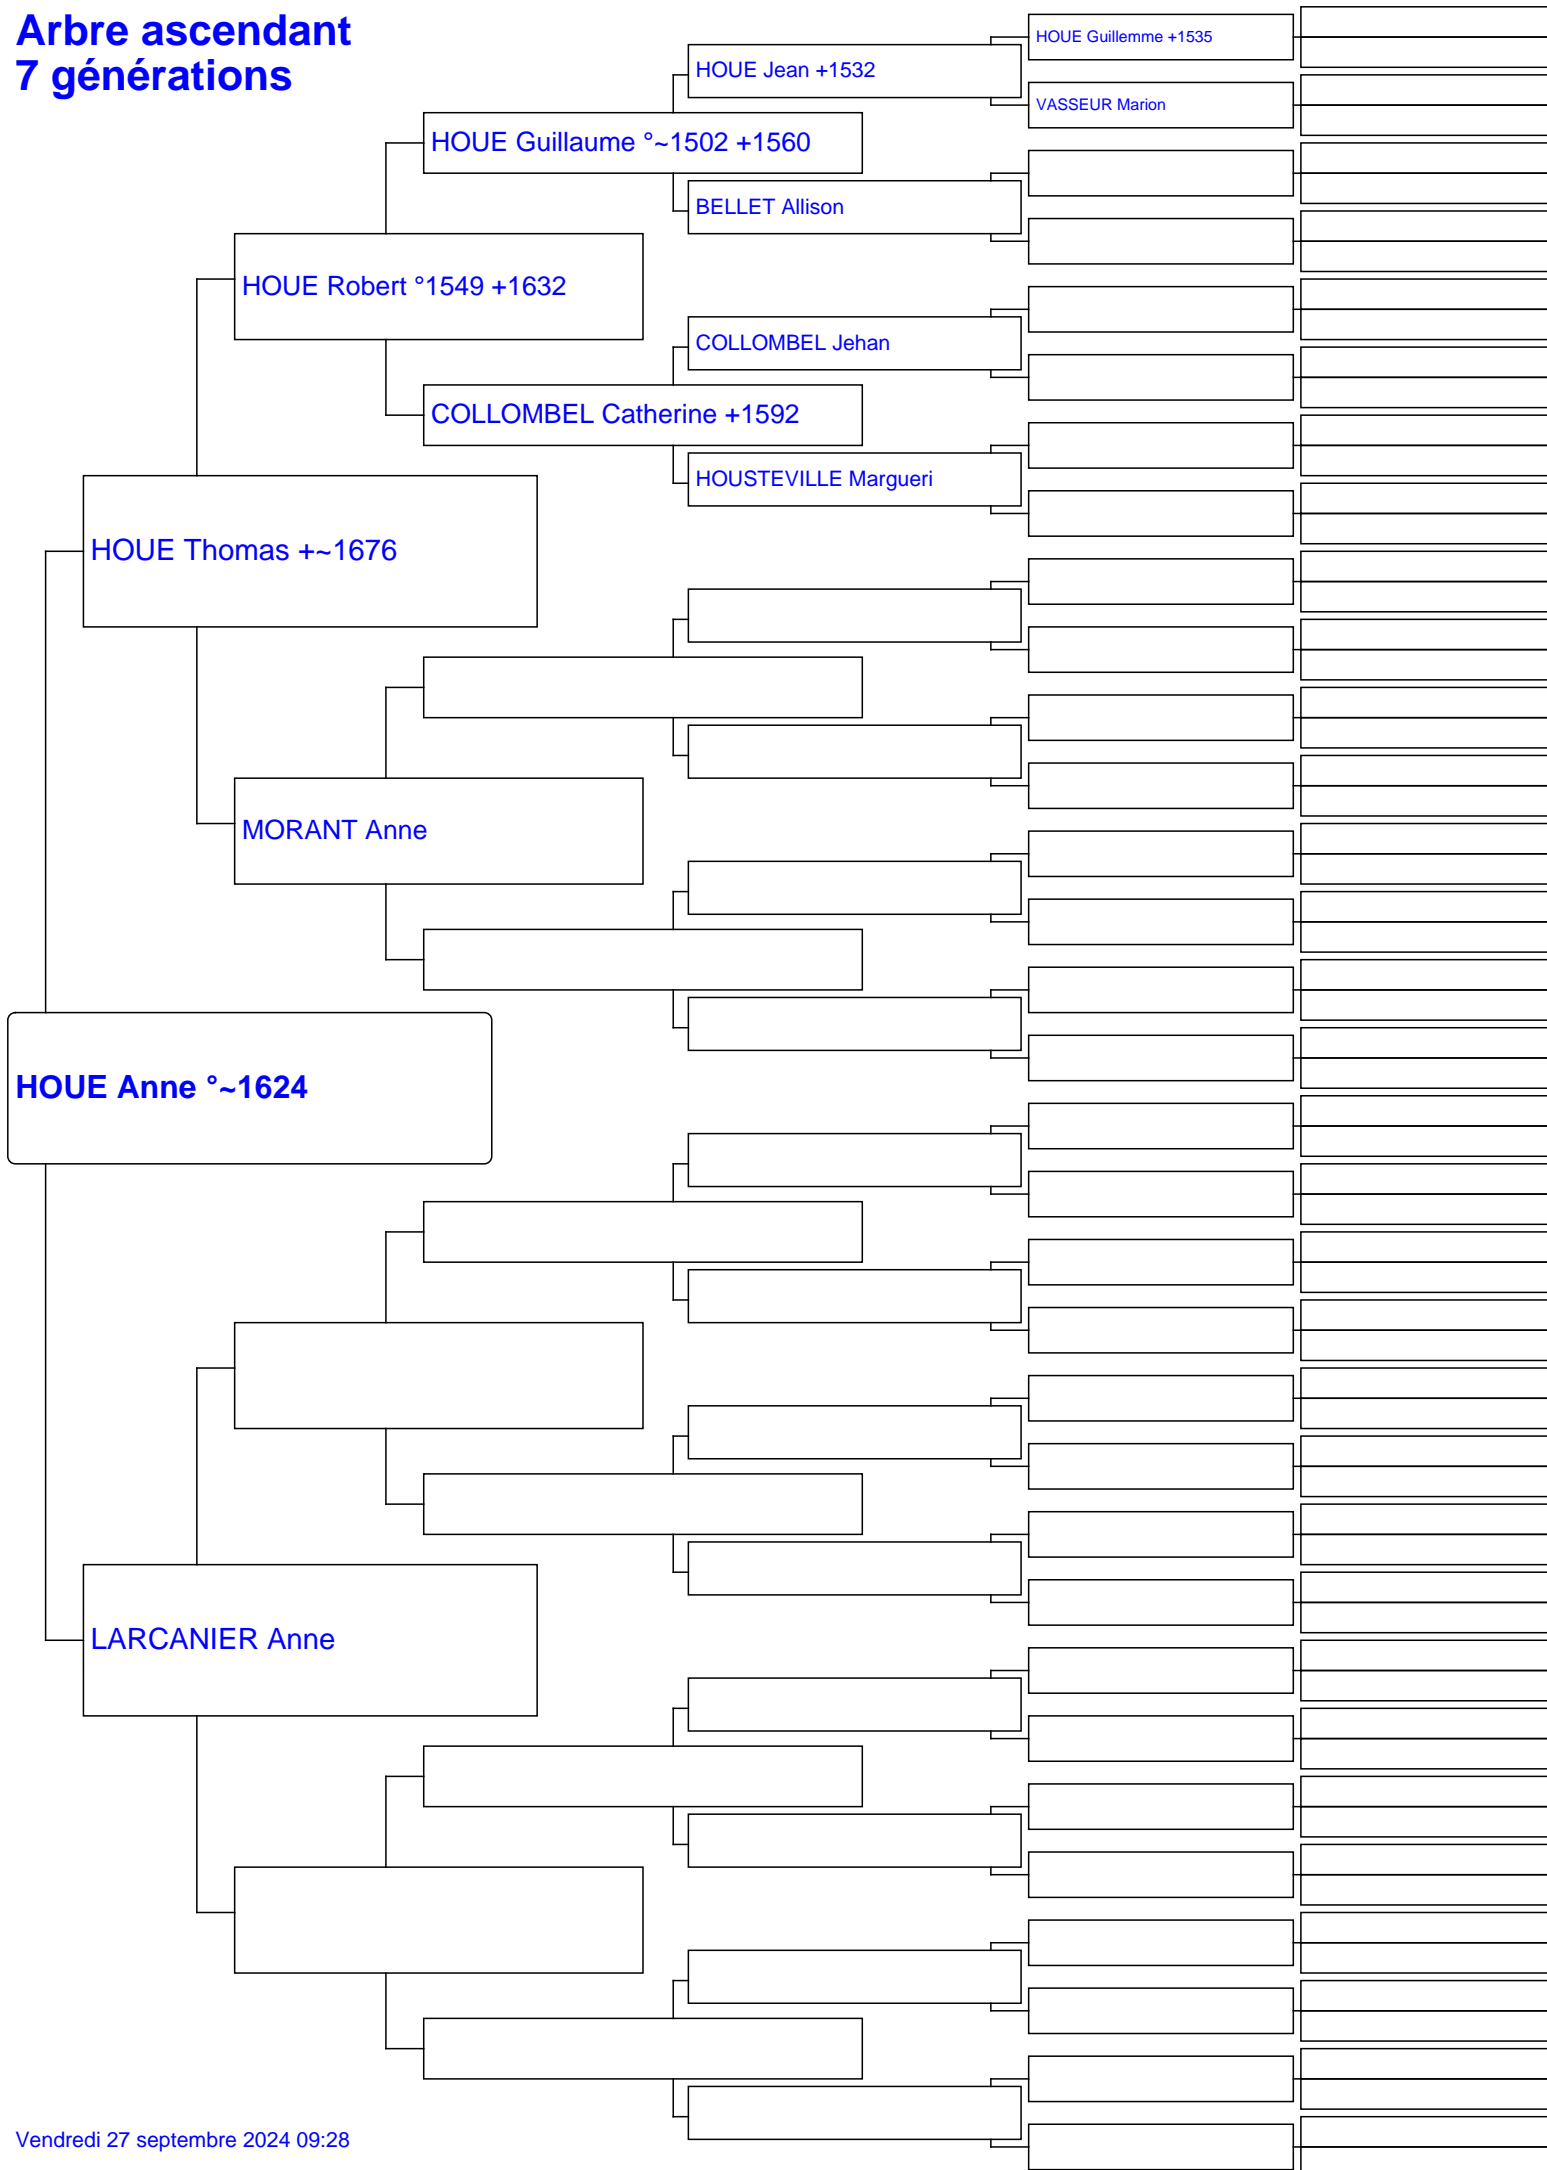 Arbre ascendant
7 générations
HOUE Guillemme +1535
HOUE Jean +1532
VASSEUR Marion
HOUE Guillaume °~1502 +1560
BELLET Allison
HOUE Robert °1549 +1632
COLLOMBEL Jehan
COLLOMBEL Catherine +1592
HOUSTEVILLE Margueri
HOUE Thomas +~1676
MORANT Anne
HOUE Anne °~1624
LARCANIER Anne
Vendredi 27 septembre 2024 09:28